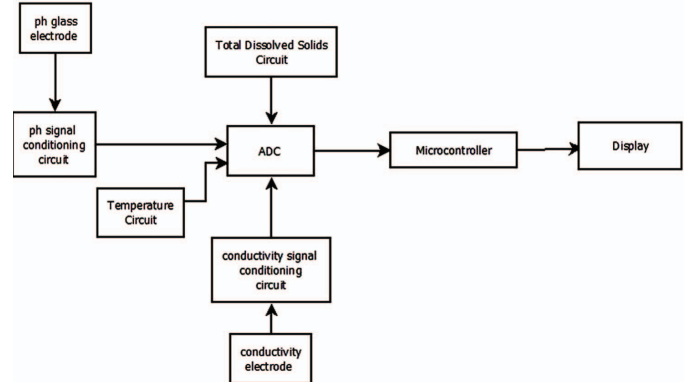 ph glass
electrode
Total Dissolved Solids
Circuit
ph signal
conditioning
circuit
ADC
Microcontroller
Display
Temperature
Circuit
conductivity signal
conditioning
circuit
conductivity
electrode